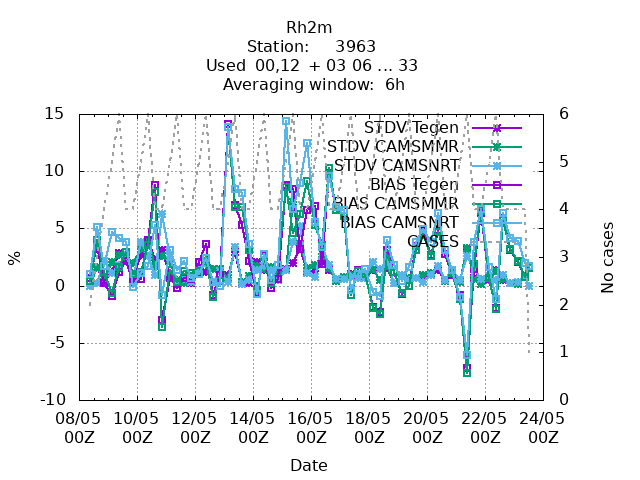 Rh2m
Station: 3963
Used 00,12 + 03 06 ... 33
Averaging window: 6h
15
10
5
0
-5
-10
%
6
5
4
3
2
1
0
No cases
STDV Tegen
STDV CAMSMMR
STDV CAMSNRT
BIAS Tegen
BIAS CAMSMMR
BIAS CAMSNRT
CASES
08/05 10/05 12/05 14/05 16/05 18/05 20/05 22/05 24/05
00Z 00Z 00Z 00Z 00Z 00Z 00Z 00Z 00Z
Date